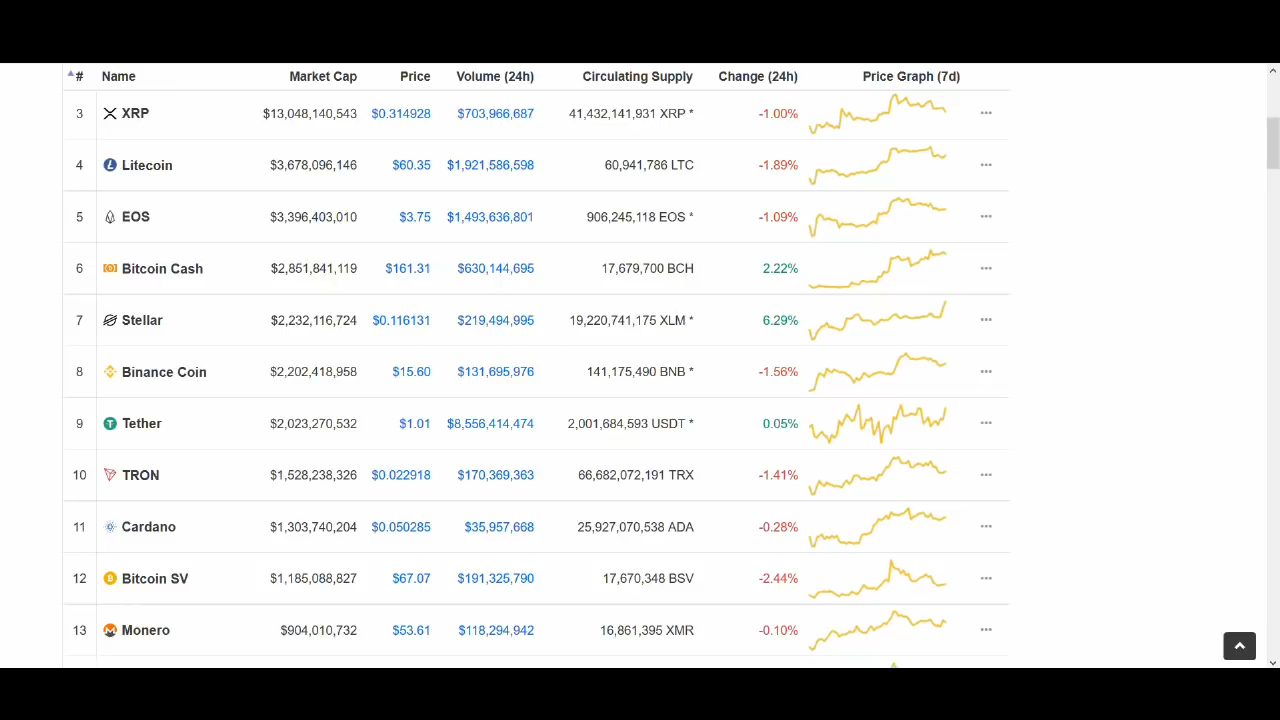 # Name Market Cap Price Volume (24h) Circulating Supply Change (24h) Price Graph (7d)
3 XRP $13,048,140,543 $0.314928 $703,966,687 41,432,141,931 XRP * -1.00%
4 Litecoin $3,678,096,146 $60.35 $1,921,586,598 60,941,786 LTC -1.89%
5 EOS $3,396,403,010 $3.75 $1,493,636,801 906,245,118 EOS * -1.09%
6 Bitcoin Cash $2,851,841,119 $161.31 $630,144,695 17,679,700 BCH 2.22%
7 Stellar $2,232,116,724 $0.116131 $219,494,995 19,220,741,175 XLM * 6.29%
8 Binance Coin $2,202,418,958 $15.60 $131,695,976 141,175,490 BNB * -1.56%
9 Tether $2,023,270,532 $1.01 $8,556,414,474 2,001,684,593 USDT * 0.05%
10 TRON $1,528,238,326 $0.022918 $170,369,363 66,682,072,191 TRX -1.41%
11 Cardano $1,303,740,204 $0.050285 $35,957,668 25,927,070,538 ADA -0.28%
12 Bitcoin SV $1,185,088,827 $67.07 $191,325,790 17,670,348 BSV -2.44%
13 Monero $904,010,732 $53.61 $118,294,942 16,861,395 XMR -0.10%